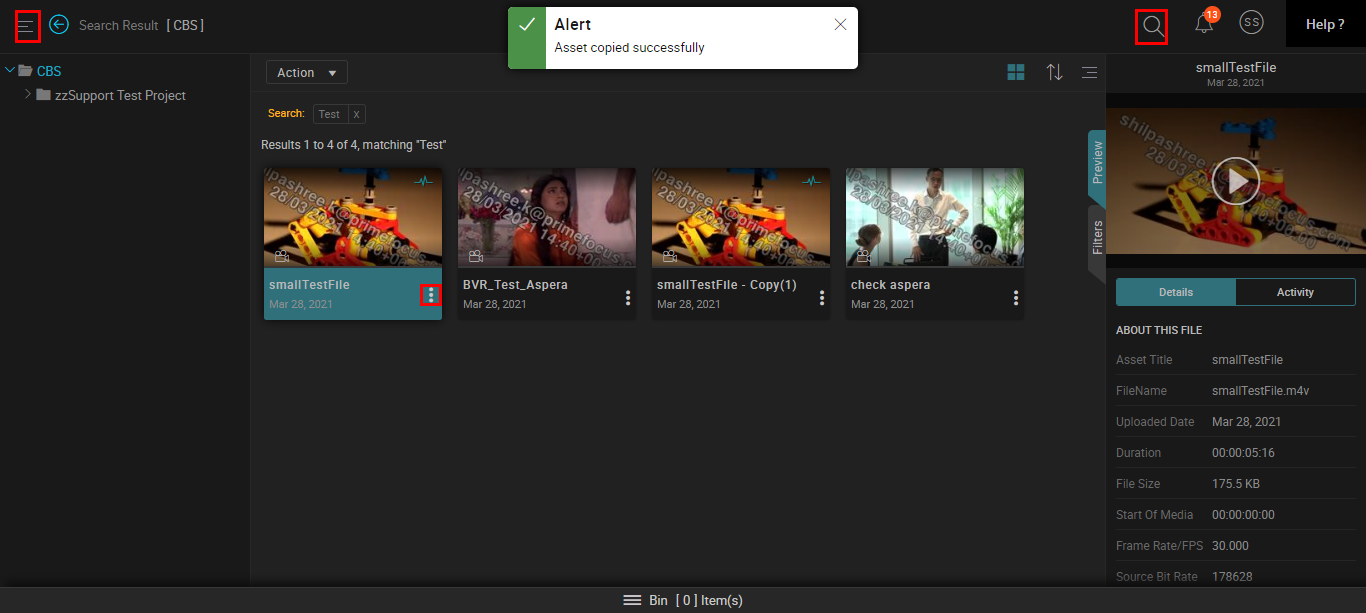 Search Result [ CBS ]
Alert
Asset copied successfully
13
SS
Help ?
CBS
zzSupport Test Project
Action
Search: Test X
Results 1 to 4 of 4, matching "Test"
smallTestFile
Mar 28, 2021
BVR_Test_Aspera
Mar 28, 2021
smallTestFile - Copy(1)
Mar 28, 2021
check aspera
Mar 28, 2021
Preview
Filters
smallTestFile
Mar 28, 2021
Details
Activity
ABOUT THIS FILE
Asset Title smallTestFile
FileName smallTestFile.m4v
Uploaded Date Mar 28, 2021
Duration 00:00:05:16
File Size 175.5 KB
Start Of Media 00:00:00:00
Frame Rate/FPS 30.000
Source Bit Rate 178628
Bin [ 0 ] Item(s)